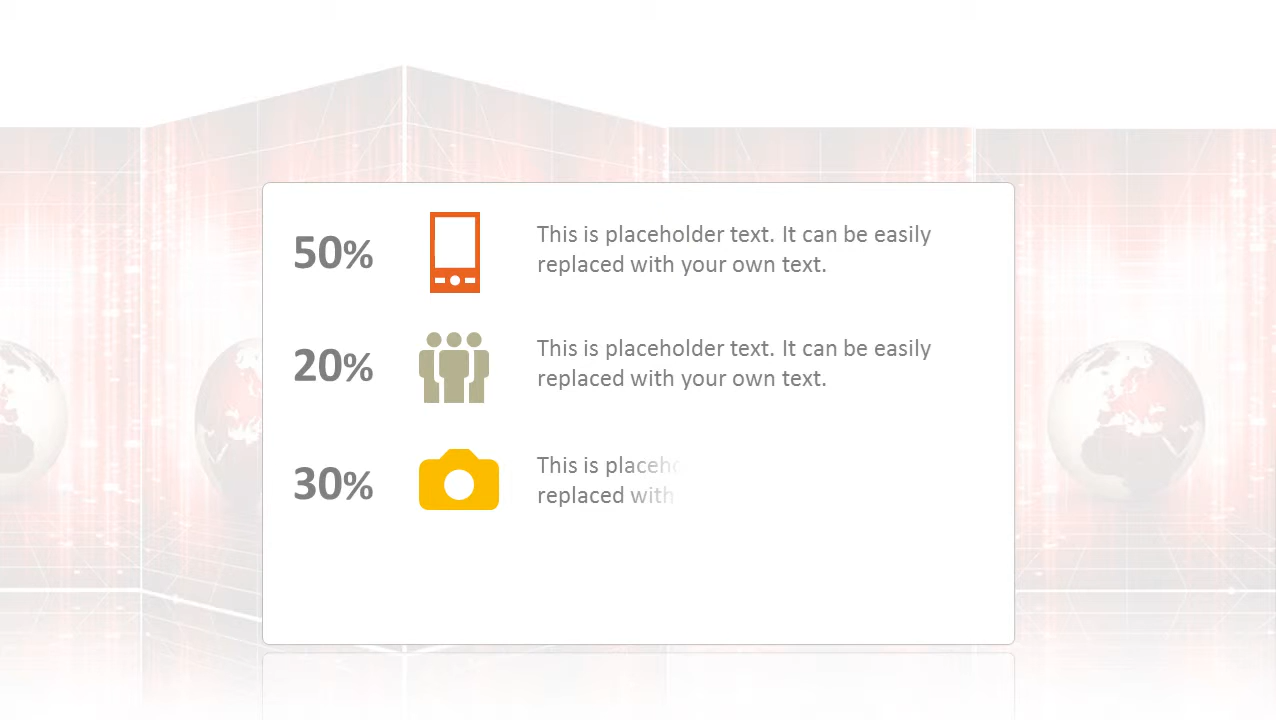 50%
This is placeholder text. It can be easily
replaced with your own text.
20%
This is placeholder text. It can be easily
replaced with your own text.
30%
This is placeh
replaced with